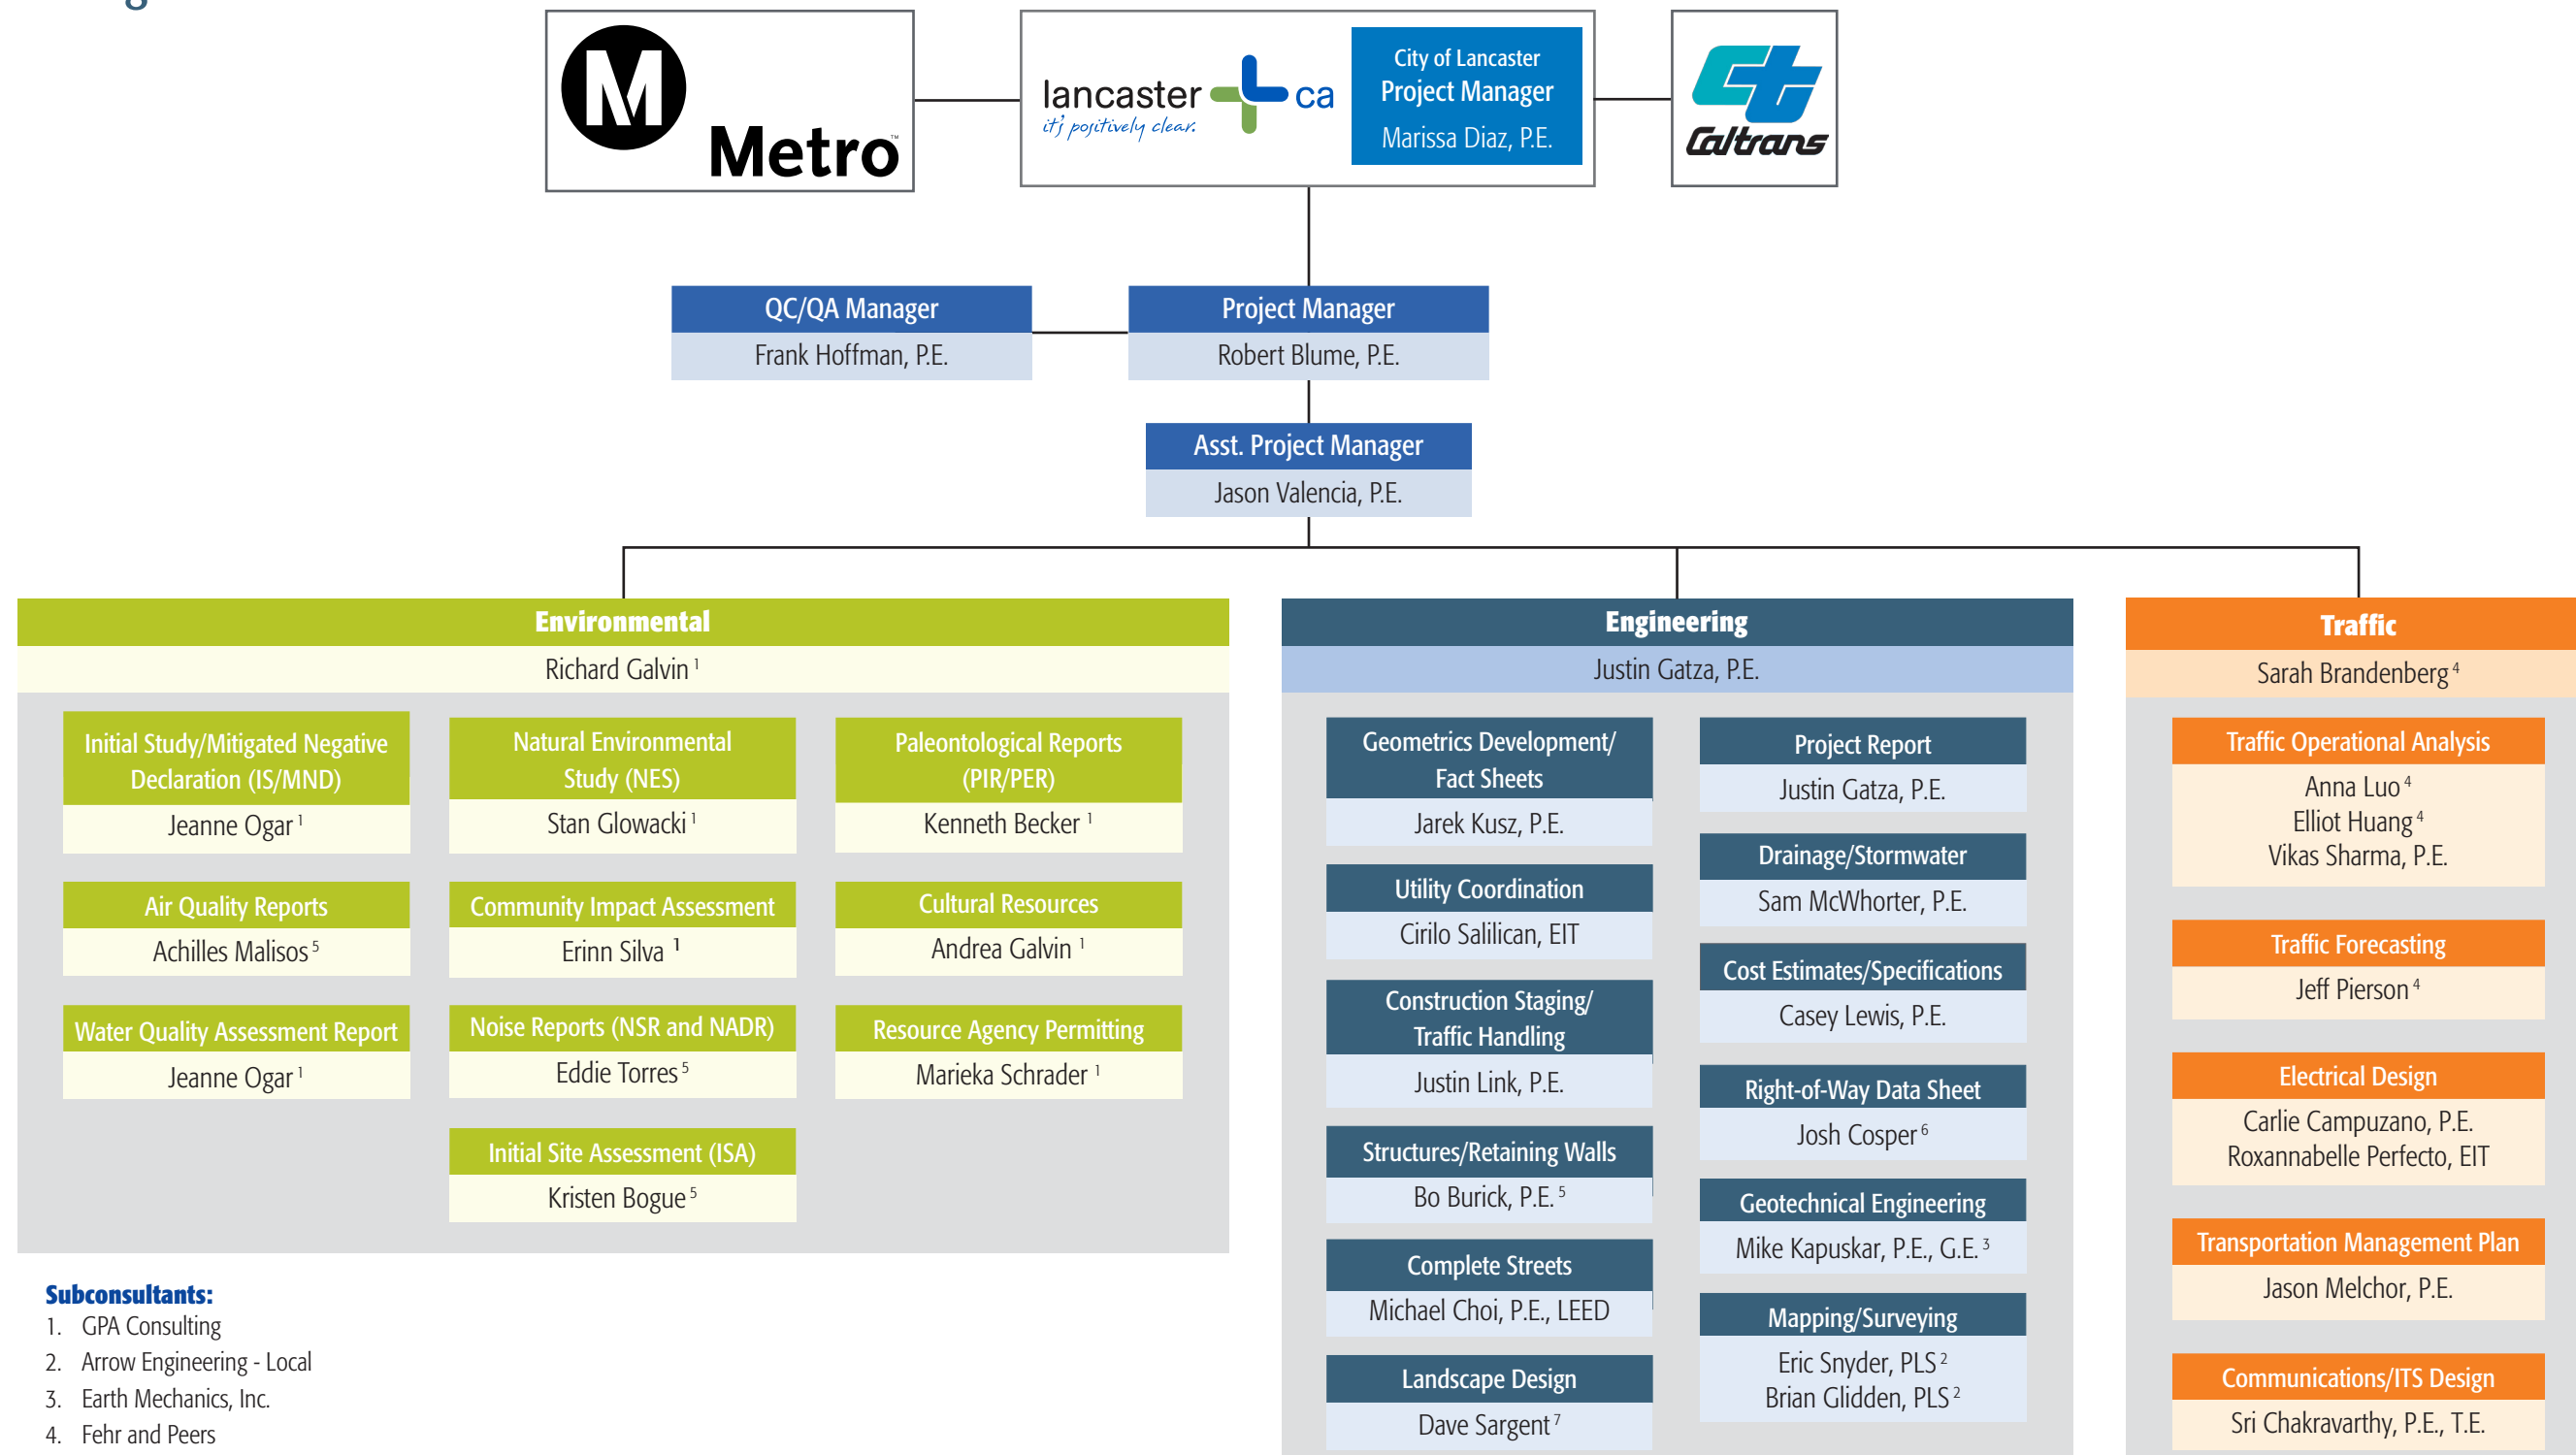 M
Metro™
lancaster ca
it's positively clear.
City of Lancaster
Project Manager
Marissa Diaz, P.E.
Caltrans
QC/QA Manager
Frank Hoffman, P.E.
Project Manager
Robert Blume, P.E.
Asst. Project Manager
Jason Valencia, P.E.
Environmental
Richard Galvin 1
Initial Study/Mitigated Negative
Declaration (IS/MND)
Jeanne Ogar 1
Air Quality Reports
Achilles Malisos 5
Water Quality Assessment Report
Jeanne Ogar 1
Natural Environmental
Study (NES)
Stan Glowacki 1
Community Impact Assessment
Erinn Silva 1
Noise Reports (NSR and NADR)
Eddie Torres 5
Initial Site Assessment (ISA)
Kristen Bogue 5
Paleontological Reports
(PIR/PER)
Kenneth Becker 1
Cultural Resources
Andrea Galvin 1
Resource Agency Permitting
Marieka Schrader 1
Engineering
Justin Gatza, P.E.
Geometrics Development/
Fact Sheets
Jarek Kusz, P.E.
Utility Coordination
Cirilo Salilican, EIT
Construction Staging/
Traffic Handling
Justin Link, P.E.
Structures/Retaining Walls
Bo Burick, P.E. 5
Complete Streets
Michael Choi, P.E., LEED
Landscape Design
Dave Sargent 7
Project Report
Justin Gatza, P.E.
Drainage/Stormwater
Sam McWhorter, P.E.
Cost Estimates/Specifications
Casey Lewis, P.E.
Right-of-Way Data Sheet
Josh Cosper 6
Geotechnical Engineering
Mike Kapuskar, P.E., G.E. 3
Mapping/Surveying
Eric Snyder, PLS 2
Brian Glidden, PLS 2
Traffic
Sarah Brandenberg 4
Traffic Operational Analysis
Anna Luo 4
Elliot Huang 4
Vikas Sharma, P.E.
Traffic Forecasting
Jeff Pierson 4
Electrical Design
Carlie Campuzano, P.E.
Roxannabelle Perfecto, EIT
Transportation Management Plan
Jason Melchor, P.E.
Communications/ITS Design
Sri Chakravarthy, P.E., T.E.
Subconsultants:
1. GPA Consulting
2. Arrow Engineering - Local
3. Earth Mechanics, Inc.
4. Fehr and Peers